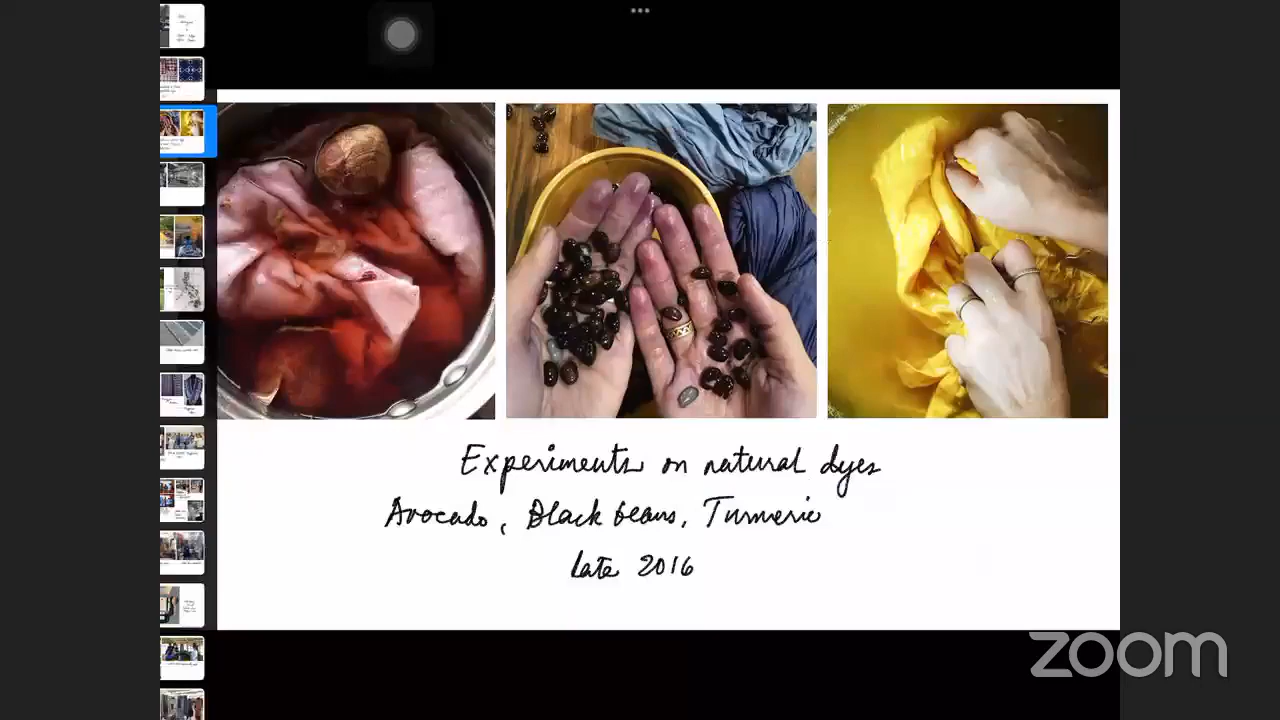 Experiments on natural dyes
Avocado, Black beans, Turmeric
Late 2016
zoom